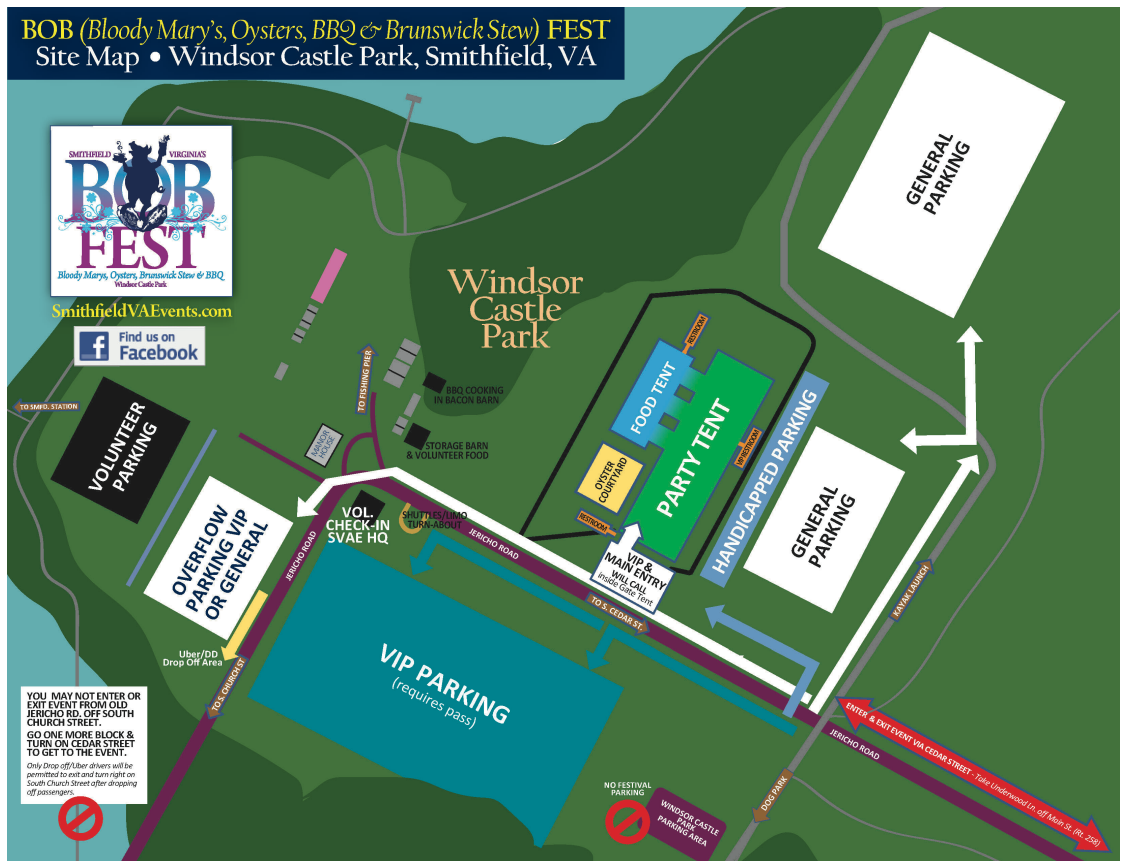 BOB (Bloody Mary's, Oysters, BBQ & Brunswick Stew) FEST
Site Map • Windsor Castle Park, Smithfield, VA
SMITHFIELD VIRGINIA'S
BOB
FEST
Bloody Marys, Oysters, Brunswick Stew & BBQ
Windsor Castle Park
SmithfieldVAEvents.com
f
Find us on
Facebook
Windsor
Castle
Park
GENERAL
PARKING
TO SMFD. STATION
VOLUNTEER
PARKING
TO FISHING PIER
BBQ COOKING
IN BACON BARN
MANOR
HOUSE
STORAGE BARN
& VOLUNTEER FOOD
RESTROOM
FOOD TENT
PARTY TENT
VIP RESTROOM
OYSTER
COURTYARD
RESTROOM
HANDICAPPED PARKING
GENERAL
PARKING
OVERFLOW
PARKING VIP
OR GENERAL
VOL.
CHECK-IN
SVAE HQ
SHUTTLES/LIMO
TURN-ABOUT
JERICHO ROAD
JERICHO ROAD
VIP &
MAIN ENTRY
WILL CALL
inside Gate Tent
TO S. CEDAR ST.
KAYAK LAUNCH
Uber/DD
Drop Off Area
TO S. CHURCH ST.
VIP PARKING
(requires pass)
YOU MAY NOT ENTER OR
EXIT EVENT FROM OLD
JERICHO RD. OFF SOUTH
CHURCH STREET.
GO ONE MORE BLOCK &
TURN ON CEDAR STREET
TO GET TO THE EVENT.
Only Drop off/Uber drivers will be
permitted to exit and turn right on
South Church Street after dropping
off passengers.
ENTER & EXIT EVENT VIA CEDAR STREET - Take Underwood Ln. off Main St. (Rt. 258)
JERICHO ROAD
DOG PARK
NO FESTIVAL
PARKING
WINDSOR CASTLE
PARK
PARKING AREA